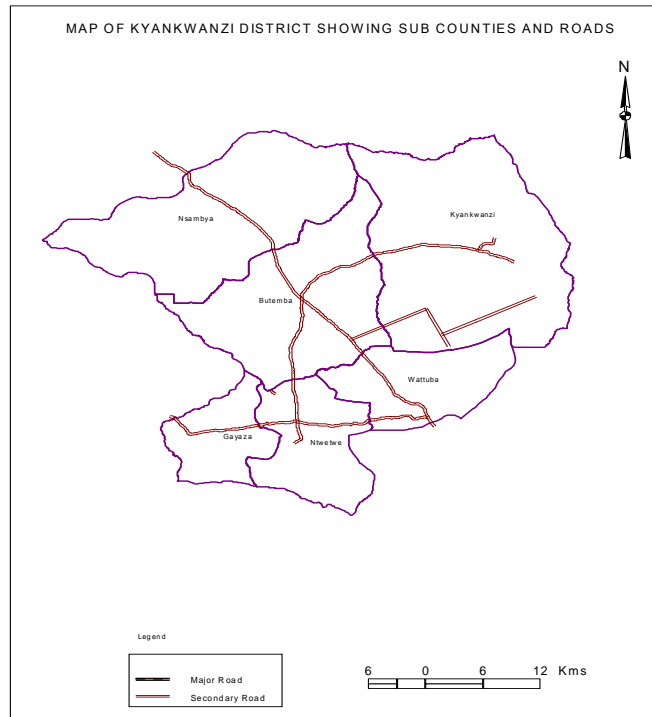 MAP OF KYANKWANZI DISTRICT SHOWING SUB COUNTIES AND ROADS
N
Kyankwanzi
Nsambya
Butemba
Wattuba
Gayaza
Ntwetwe
Legend
Major Road
Secondary Road
6 0 6 12 Kms